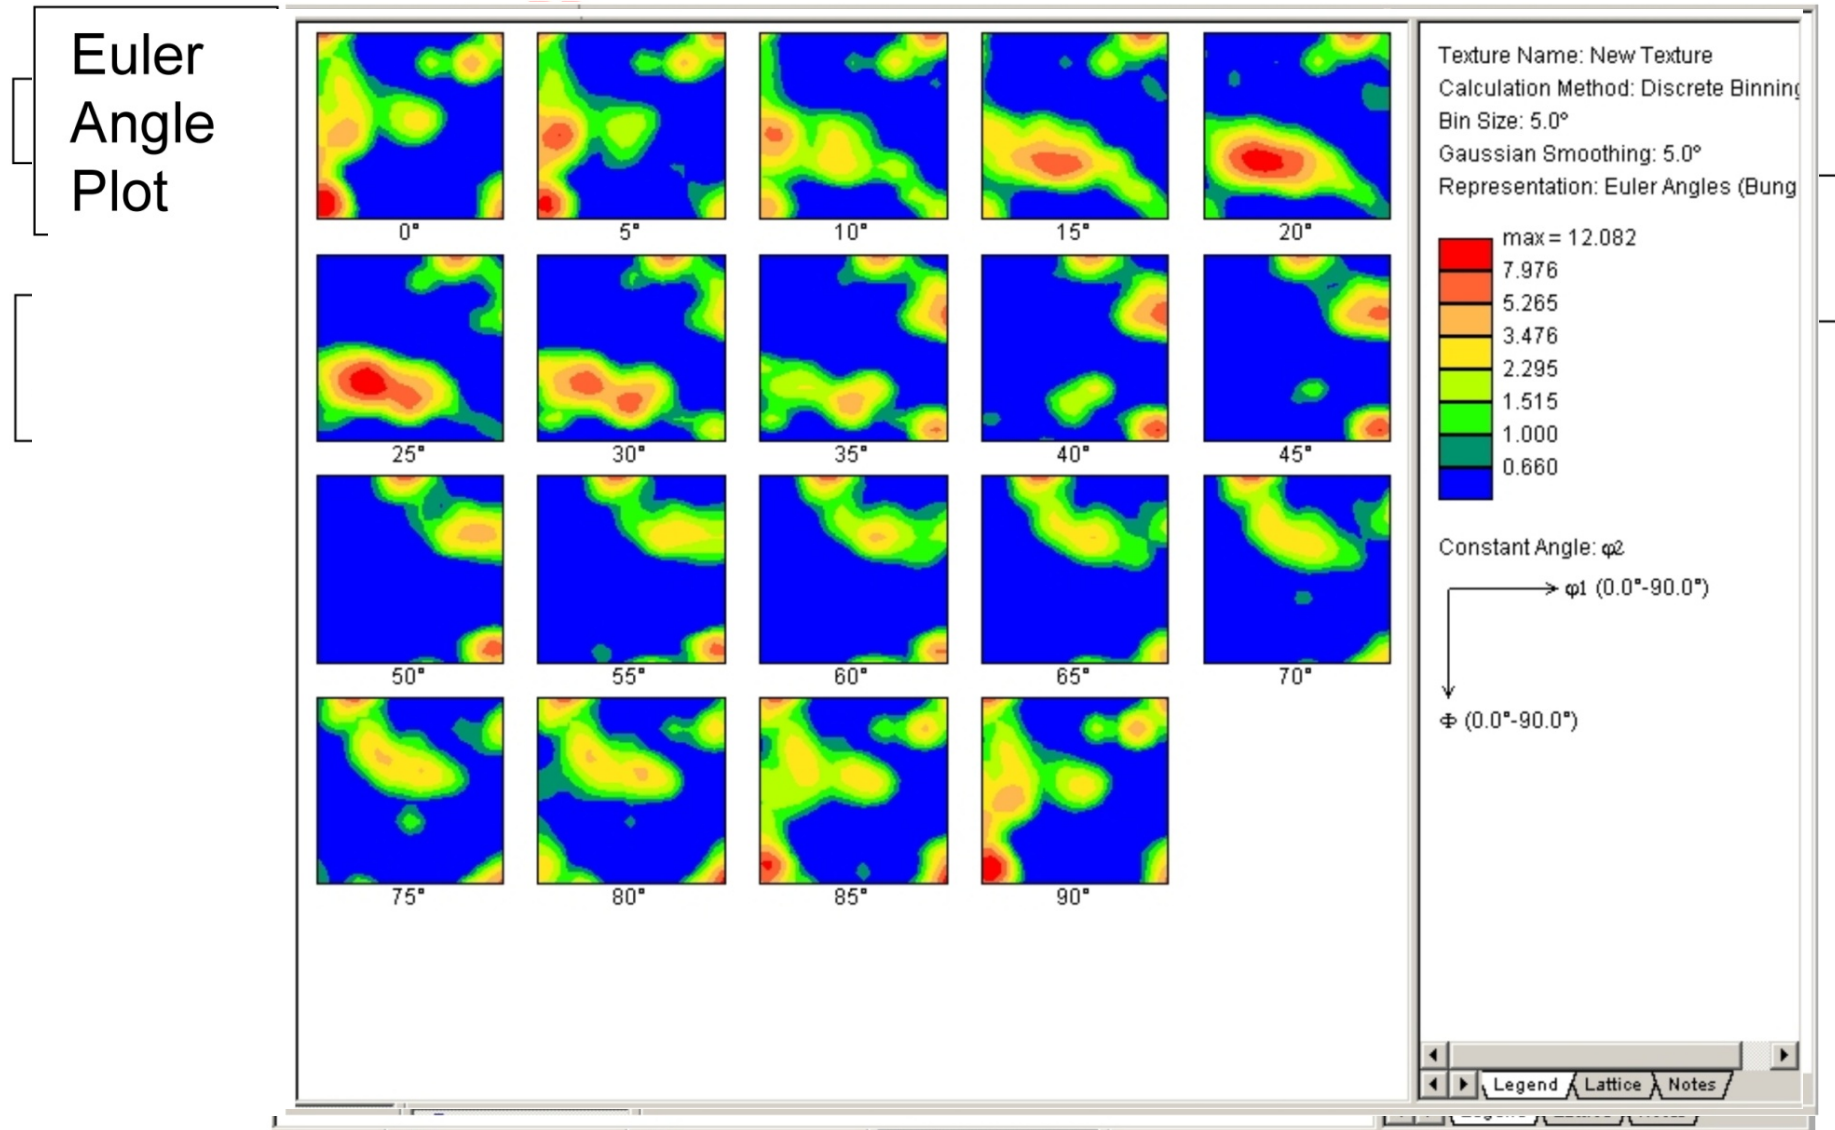 Euler
Angle
Plot
0°
5°
10°
15°
20°
25°
30°
35°
40°
45°
50°
55°
60°
65°
70°
75°
80°
85°
90°
Texture Name: New Texture
Calculation Method: Discrete Binning
Bin Size: 5.0°
Gaussian Smoothing: 5.0°
Representation: Euler Angles (Bung
max = 12.082
7.976
5.265
3.476
2.295
1.515
1.000
0.660
Constant Angle: φ2
φ1 (0.0°-90.0°)
Φ (0.0°-90.0°)
Legend Lattice Notes